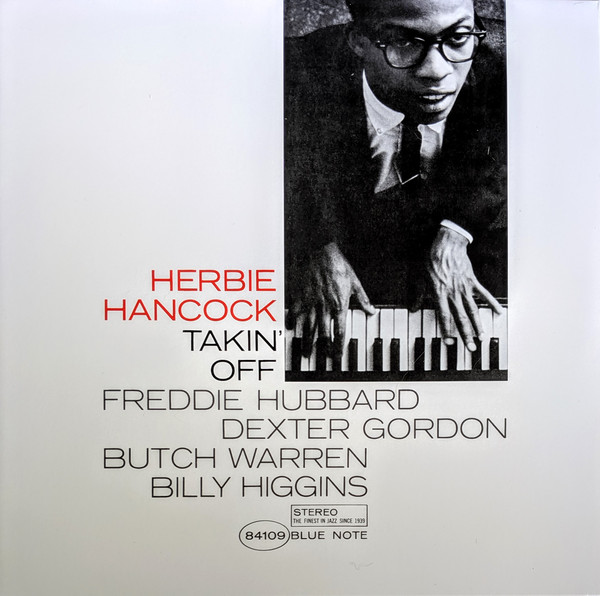 HERBIE
HANCOCK
TAKIN'
OFF
FREDDIE HUBBARD
DEXTER GORDON
BUTCH WARREN
BILLY HIGGINS
STEREO
THE FINEST IN JAZZ SINCE 1939
84109 BLUE NOTE